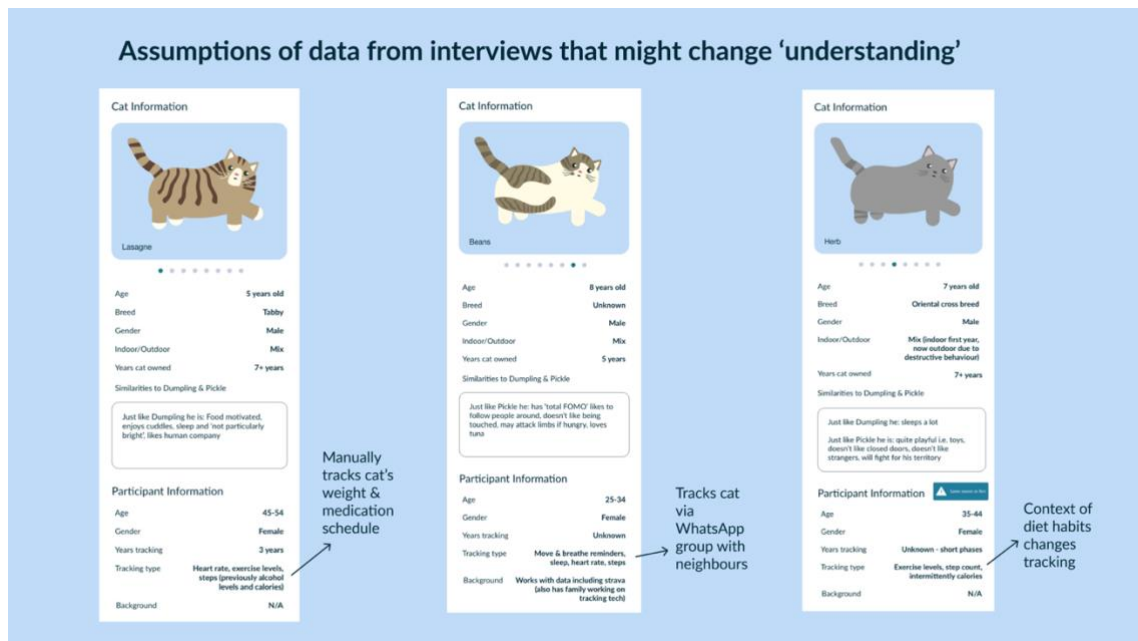 Assumptions of data from interviews that might change ‘understanding’
Cat Information
Lasagne
Age 5 years old
Breed Tabby
Gender Male
Indoor/Outdoor Mix
Years cat owned 7+ years
Similarities to Dumpling & Pickle
Just like Dumpling he is: Food motivated,
enjoys cuddles, sleep and 'not particularly
bright', likes human company
Participant Information
Age 45-54
Gender Female
Years tracking 3 years
Tracking type Heart rate, exercise levels,
steps (previously alcohol
levels and calories)
Background N/A
Manually
tracks cat's
weight &
medication
schedule
Cat Information
Beans
Age 8 years old
Breed Unknown
Gender Male
Indoor/Outdoor Mix
Years cat owned 5 years
Similarities to Dumpling & Pickle
Just like Pickle he: has 'total FOMO' likes to
follow people around, doesn't like being
touched, may attack limbs if hungry, loves
tuna
Participant Information
Age 25-34
Gender Female
Years tracking Unknown
Tracking type Move & breathe reminders,
sleep, heart rate, steps
Background Works with data including strava
(also has family working on
tracking tech)
Tracks cat
via
WhatsApp
group with
neighbours
Cat Information
Herb
Age 7 years old
Breed Oriental cross breed
Gender Male
Indoor/Outdoor Mix (indoor first year,
now outdoor due to
destructive behaviour)
Years cat owned 7+ years
Similarities to Dumpling & Pickle
Just like Dumpling he: sleeps a lot
Just like Pickle he is: quite playful i.e. toys,
doesn't like closed doors, doesn't like
strangers, will fight for his territory
Participant Information
Age 35-44
Gender Female
Years tracking Unknown - short phases
Tracking type Exercise levels, step count,
intermittently calories
Background N/A
Context of
diet habits
changes
tracking